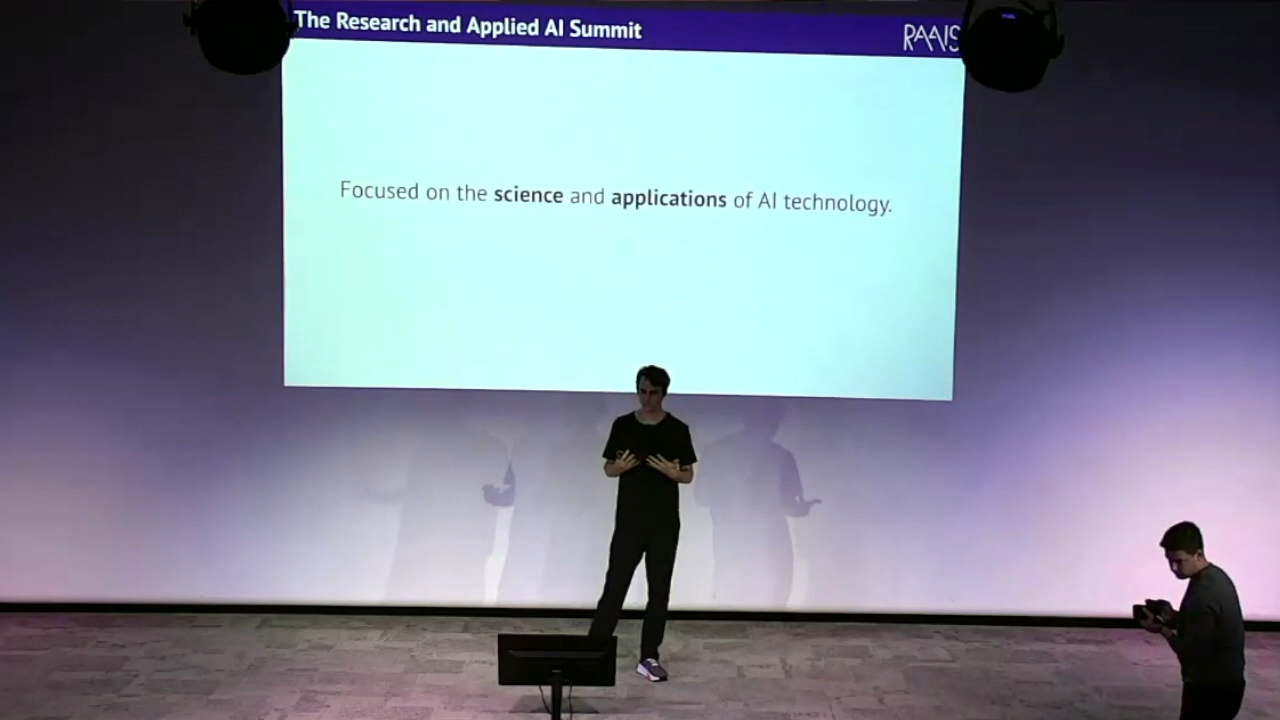 The Research and Applied AI Summit
RAAIS
Focused on the science and applications of AI technology.